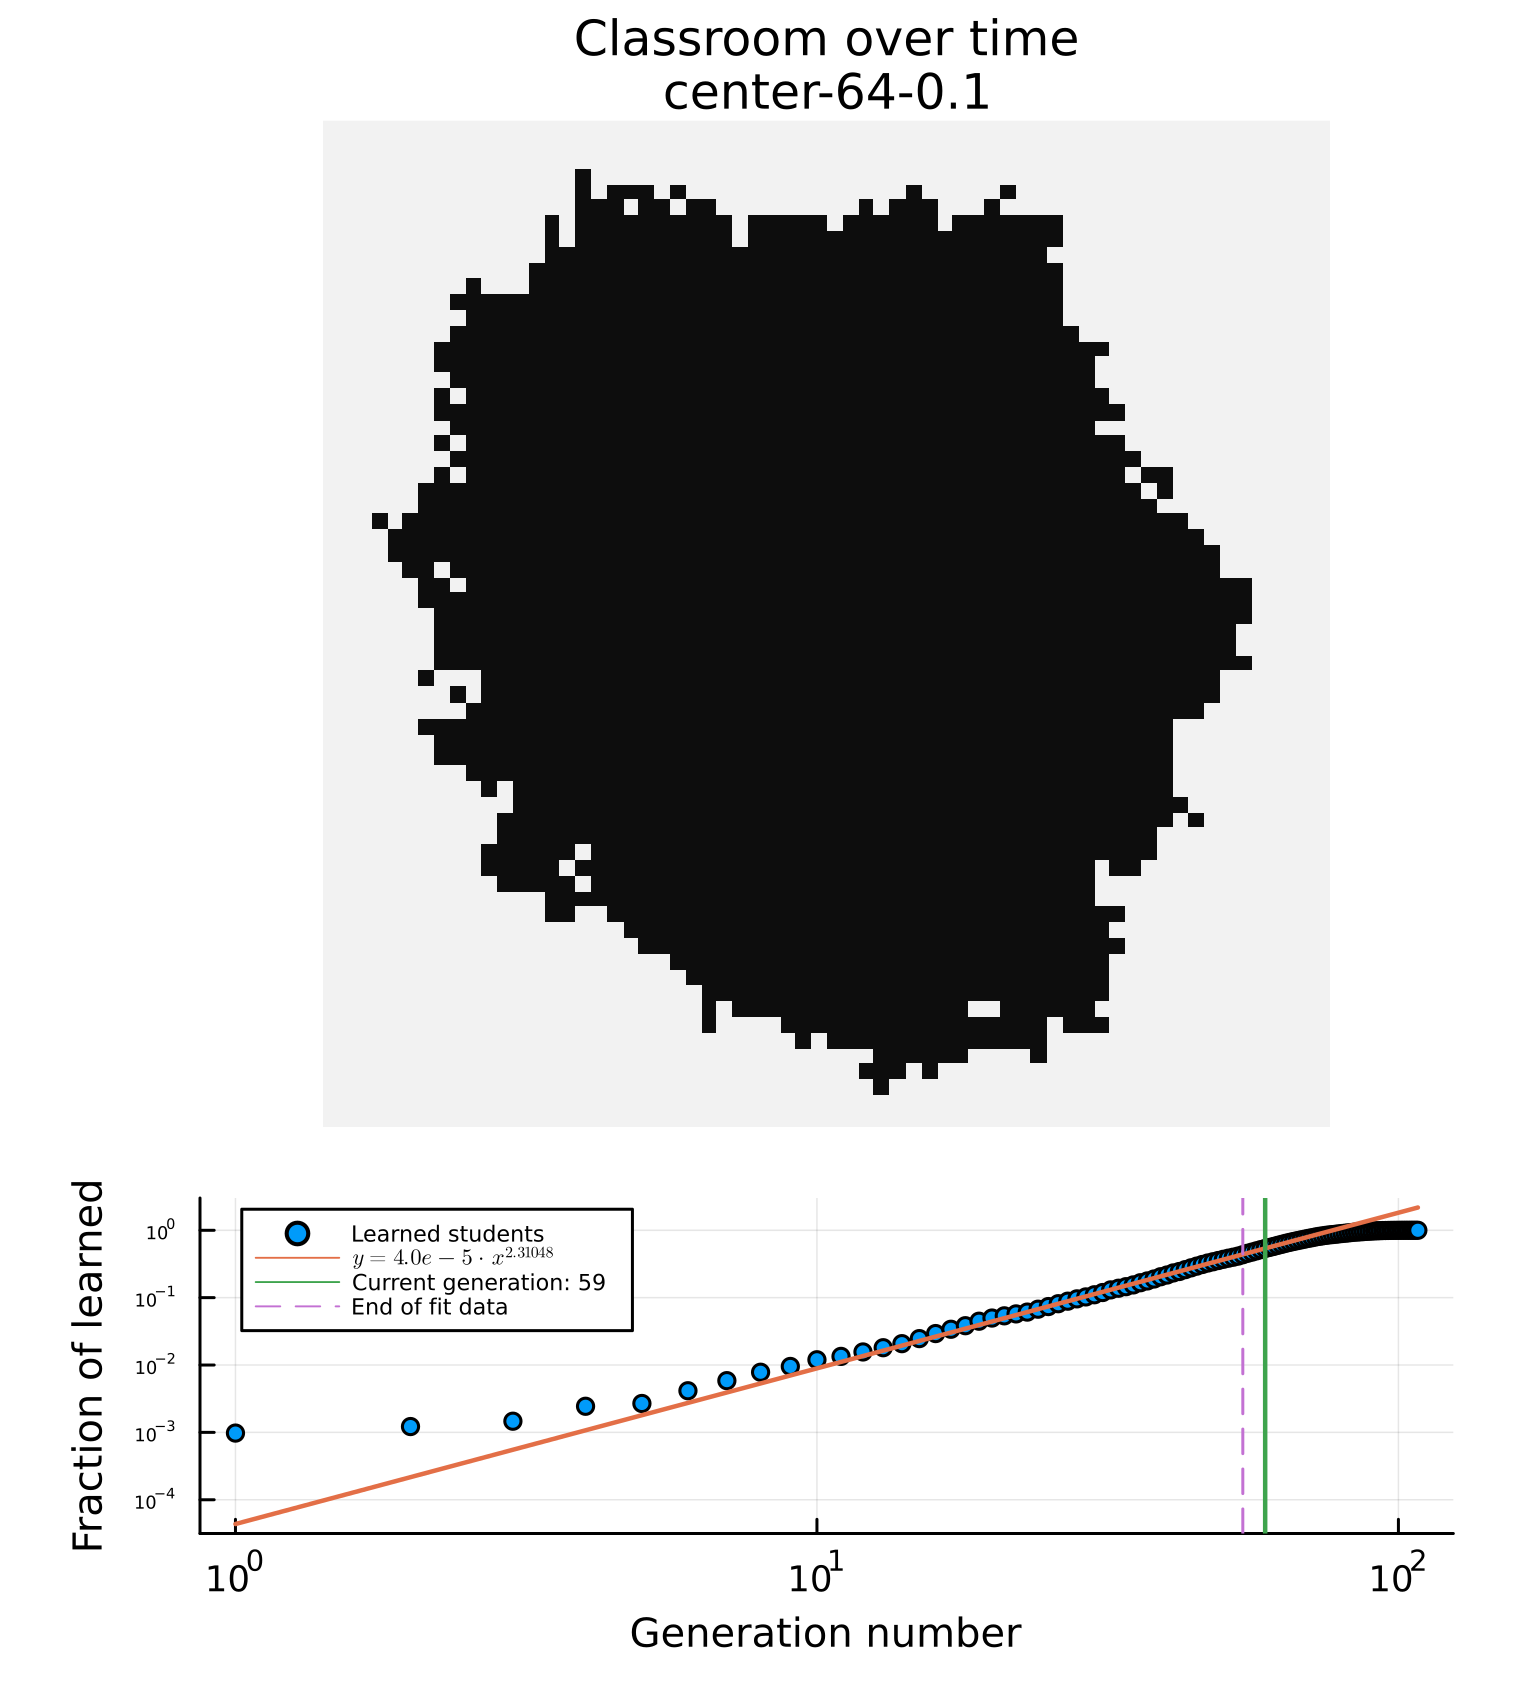 Classroom over time
center-64-0.1
Fraction of learned
10^0
10^-1
10^-2
10^-3
10^-4
Learned students
y = 4.0e − 5 · x^2.31048
Current generation: 59
End of fit data
10^0 10^1 10^2
Generation number